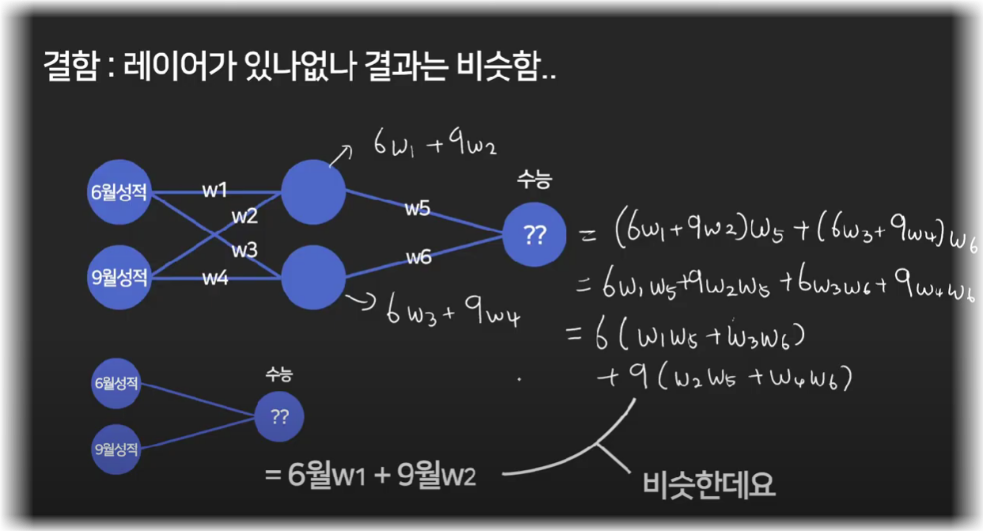 결함 : 레이어가 있나없나 결과는 비슷함..
6w₁ + 9w₂
수능
6월성적
w1
w2
w5
??
= (6w₁+9w₂)w₅ + (6w₃+9w₄)w₆
w3
w6
9월성적
w4
= 6w₁w₅+9w₂w₅+6w₃w₆+9w₄w₆
6w₃ + 9w₄
= 6(w₁w₅ + w₃w₆)
+ 9(w₂w₅ + w₄w₆)
수능
6월성적
??
9월성적
= 6월w1 + 9월w2
비슷한데요